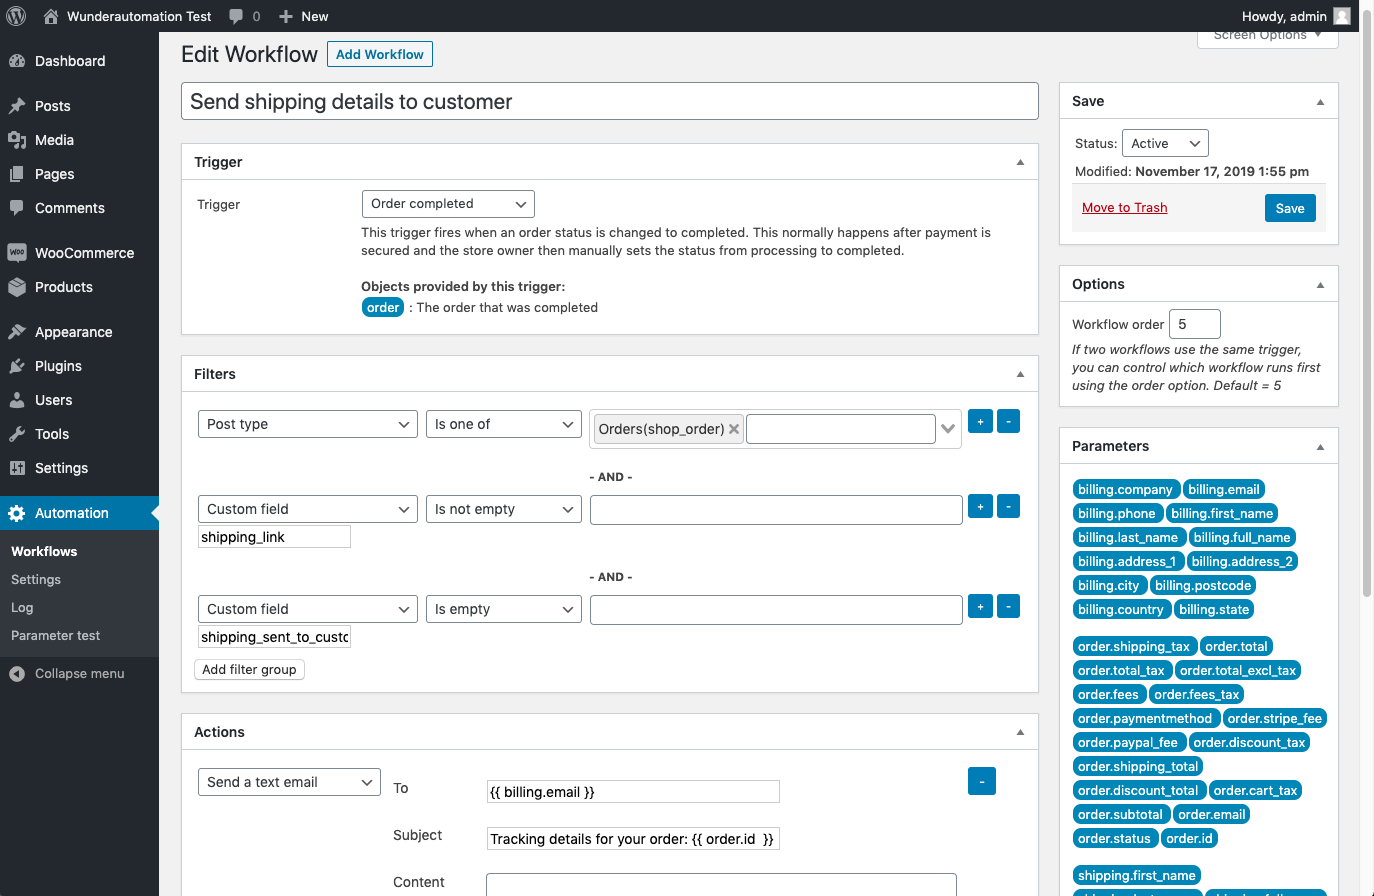 Wunderautomation Test
0
New
Howdy, admin
Dashboard
Posts
Media
Pages
Comments
WooCommerce
Products
Appearance
Plugins
Users
Tools
Settings
Automation
Workflows
Settings
Log
Parameter test
Collapse menu
Screen Options
Edit Workflow
Add Workflow
Send shipping details to customer
Trigger
Trigger
Order completed
This trigger fires when an order status is changed to completed. This normally happens after payment is
secured and the store owner then manually sets the status from processing to completed.
Objects provided by this trigger:
order : The order that was completed
Filters
Post type
Is one of
Orders(shop_order)
+ -
- AND -
Custom field
Is not empty
+ -
shipping_link
- AND -
Custom field
Is empty
+ -
shipping_sent_to_custo
Add filter group
Actions
Send a text email
To
{{ billing.email }}
-
Subject
Tracking details for your order: {{ order.id }}
Content
Save
Status:
Active
Modified: November 17, 2019 1:55 pm
Move to Trash
Save
Options
Workflow order
5
If two workflows use the same trigger,
you can control which workflow runs first
using the order option. Default = 5
Parameters
billing.company billing.email
billing.phone billing.first_name
billing.last_name billing.full_name
billing.address_1 billing.address_2
billing.city billing.postcode
billing.country billing.state
order.shipping_tax order.total
order.total_tax order.total_excl_tax
order.fees order.fees_tax
order.paymentmethod order.stripe_fee
order.paypal_fee order.discount_tax
order.shipping_total
order.discount_total order.cart_tax
order.subtotal order.email
order.status order.id
shipping.first_name